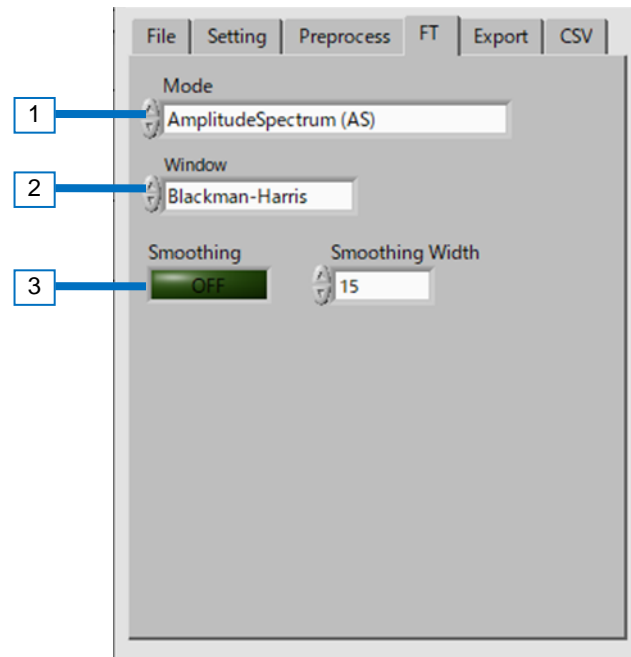 File Setting Preprocess FT Export CSV
Mode
1 AmplitudeSpectrum (AS)
Window
2 Blackman-Harris
Smoothing Smoothing Width
3 OFF 15